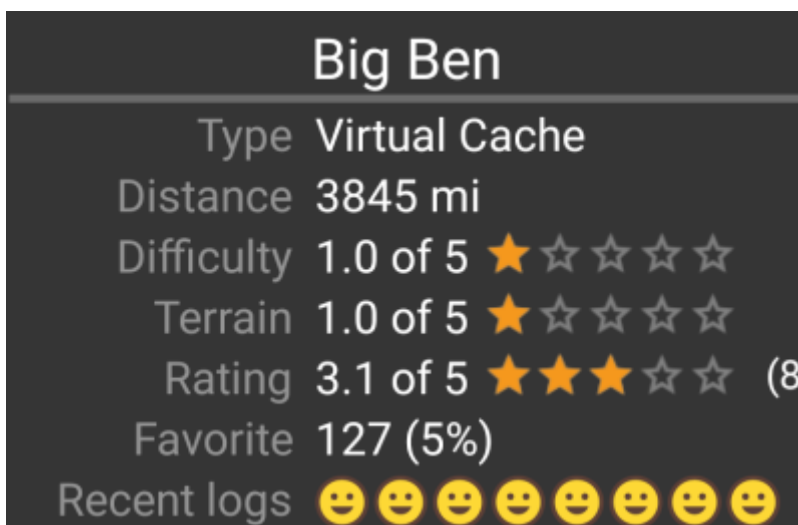 Big Ben
Type Virtual Cache
Distance 3845 mi
Difficulty 1.0 of 5
Terrain 1.0 of 5
Rating 3.1 of 5 (8
Favorite 127 (5%)
Recent logs